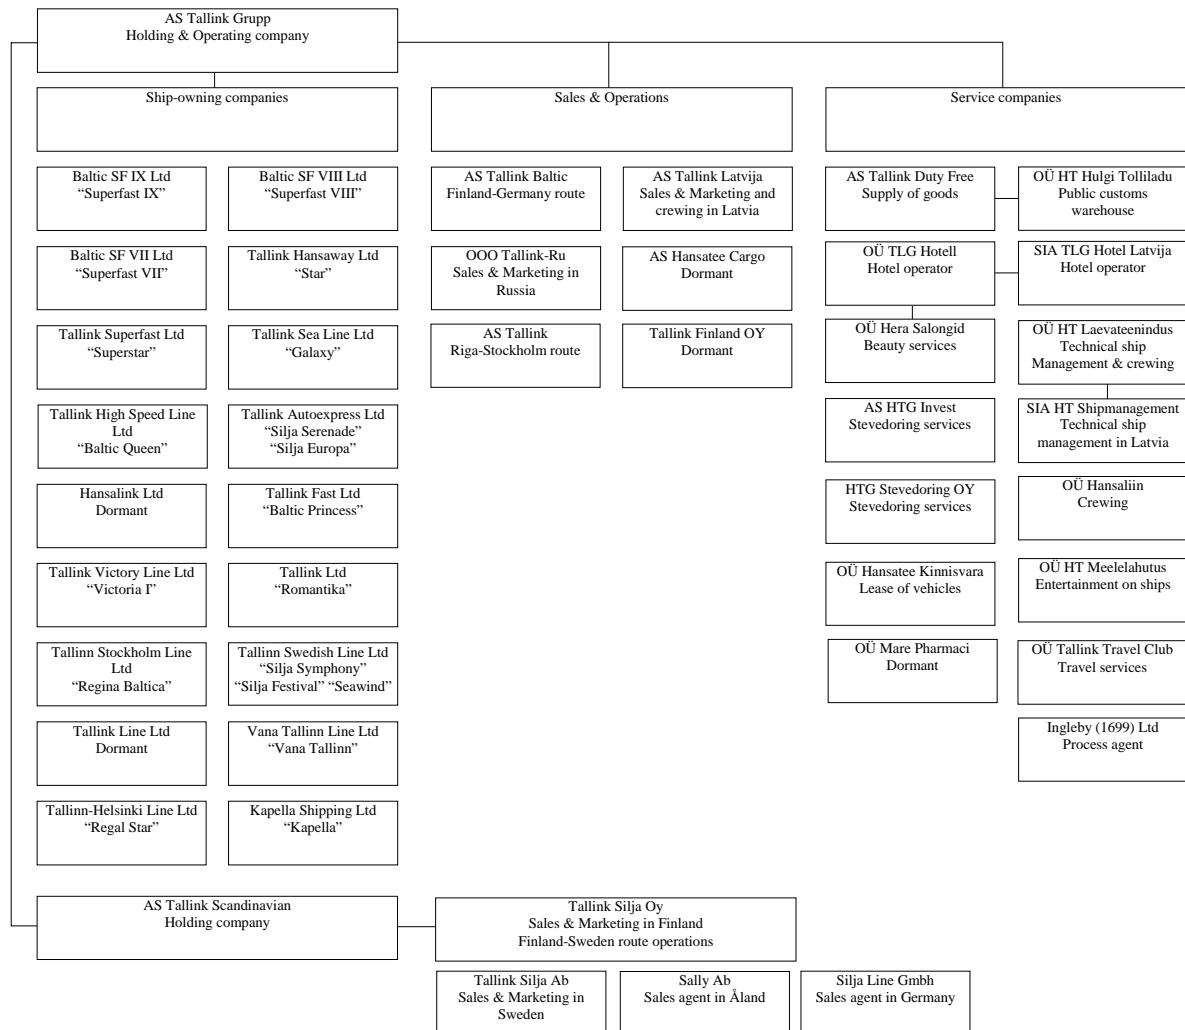 AS Tallink Grupp
Holding & Operating company
Ship-owning companies
Sales & Operations
Service companies
Baltic SF IX Ltd
“Superfast IX”
Baltic SF VIII Ltd
“Superfast VIII”
AS Tallink Baltic
Finland-Germany route
AS Tallink Latvija
Sales & Marketing and
crewing in Latvia
AS Tallink Duty Free
Supply of goods
OÜ HT Hulgi Tolliladu
Public customs
warehouse
Baltic SF VII Ltd
“Superfast VII”
Tallink Hansaway Ltd
“Star”
OOO Tallink-Ru
Sales & Marketing in
Russia
AS Hansatee Cargo
Dormant
OÜ TLG Hotell
Hotel operator
SIA TLG Hotel Latvija
Hotel operator
Tallink Superfast Ltd
“Superstar”
Tallink Sea Line Ltd
“Galaxy”
AS Tallink
Riga-Stockholm route
Tallink Finland OY
Dormant
OÜ Hera Salongid
Beauty services
OÜ HT Laevateenindus
Technical ship
Management & crewing
Tallink High Speed Line
Ltd
“Baltic Queen”
Tallink Autoexpress Ltd
“Silja Serenade”
“Silja Europa”
AS HTG Invest
Stevedoring services
SIA HT Shipmanagement
Technical ship
management in Latvia
Hansalink Ltd
Dormant
Tallink Fast Ltd
“Baltic Princess”
HTG Stevedoring OY
Stevedoring services
OÜ Hansaliin
Crewing
Tallink Victory Line Ltd
“Victoria I”
Tallink Ltd
“Romantika”
OÜ Hansatee Kinnisvara
Lease of vehicles
OÜ HT Meelelahutus
Entertainment on ships
Tallinn Stockholm Line
Ltd
“Regina Baltica”
Tallinn Swedish Line Ltd
“Silja Symphony”
“Silja Festival” “Seawind”
OÜ Mare Pharmaci
Dormant
OÜ Tallink Travel Club
Travel services
Tallink Line Ltd
Dormant
Vana Tallinn Line Ltd
“Vana Tallinn”
Ingleby (1699) Ltd
Process agent
Tallinn-Helsinki Line Ltd
“Regal Star”
Kapella Shipping Ltd
“Kapella”
AS Tallink Scandinavian
Holding company
Tallink Silja Oy
Sales & Marketing in Finland
Finland-Sweden route operations
Tallink Silja Ab
Sales & Marketing in
Sweden
Sally Ab
Sales agent in Åland
Silja Line Gmbh
Sales agent in Germany